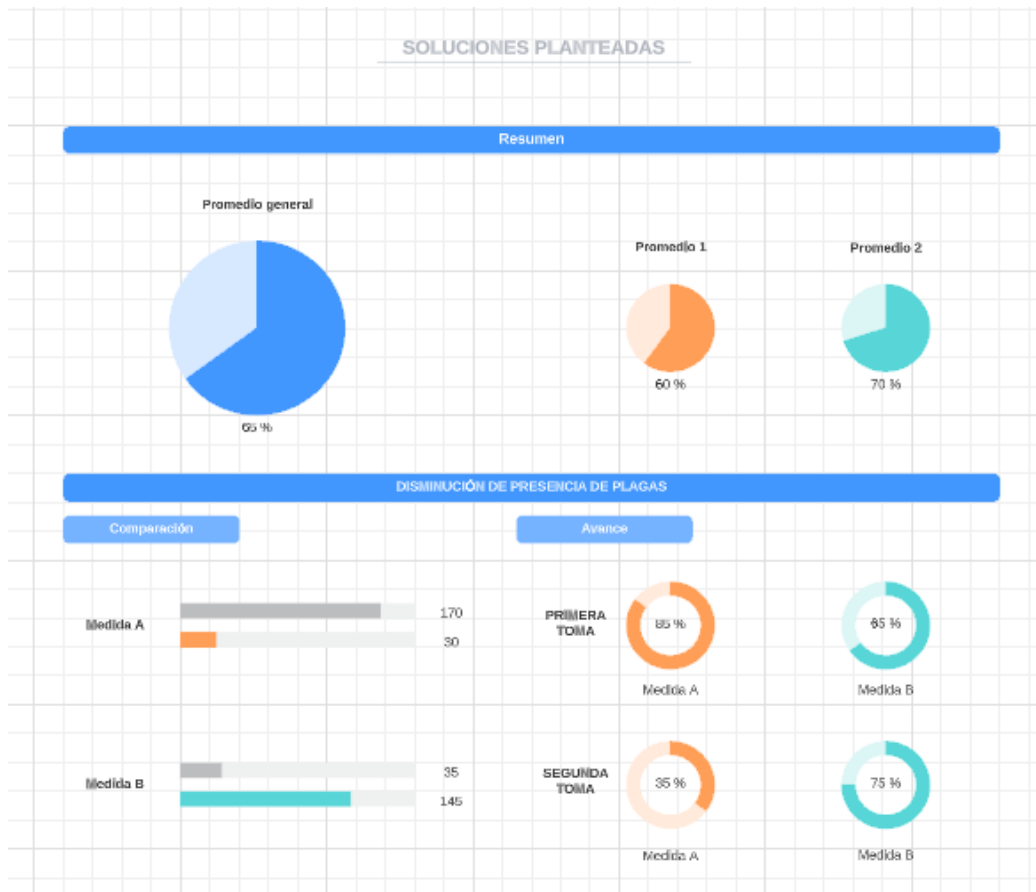 SOLUCIONES PLANTEADAS
Resumen
Promedio general
Promedio 1
Promedio 2
60 %
70 %
65 %
DISMINUCIÓN DE PRESENCIA DE PLAGAS
Comparación
Avance
Medida A
170
30
PRIMERA
TOMA
85 %
65 %
Medida A
Medida B
Medida B
35
145
SEGUNDA
TOMA
35 %
75 %
Medida A
Medida B